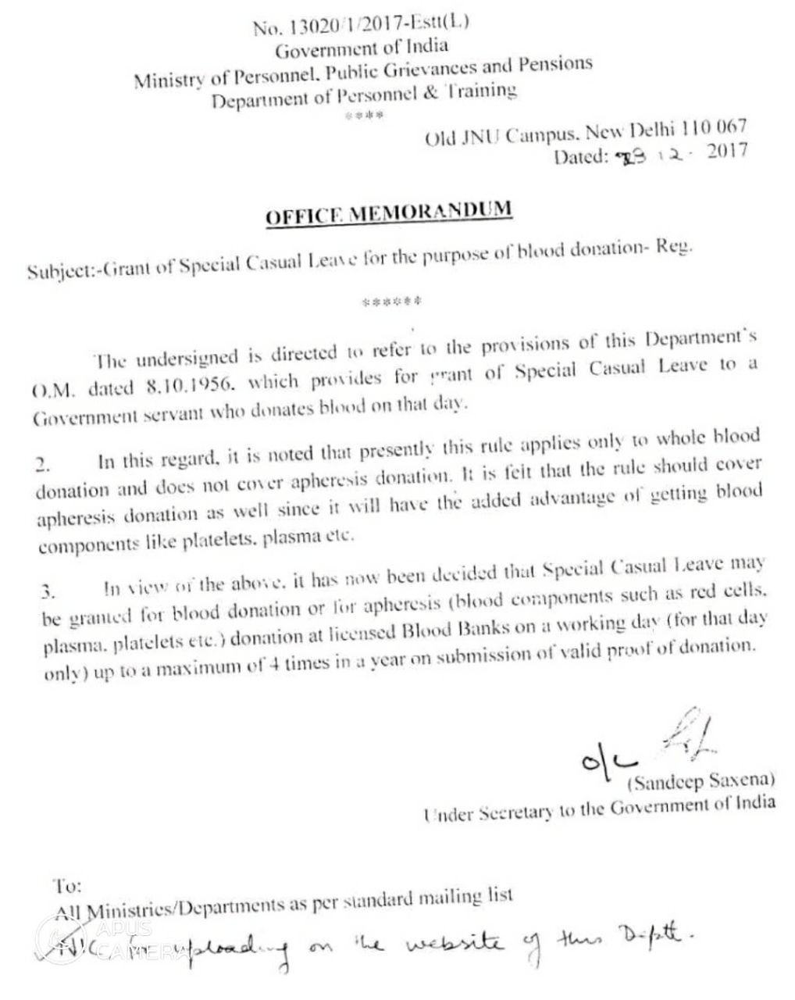 No. 13020/1/2017-Estt(L)
Government of India
Ministry of Personnel, Public Grievances and Pensions
Department of Personnel & Training
****
Old JNU Campus, New Delhi 110 067
Dated: 12. 2017
OFFICE MEMORANDUM
Subject:-Grant of Special Casual Leave for the purpose of blood donation- Reg.
******
The undersigned is directed to refer to the provisions of this Department's
O.M. dated 8.10.1956, which provides for grant of Special Casual Leave to a
Government servant who donates blood on that day.
2. In this regard, it is noted that presently this rule applies only to whole blood
donation and does not cover apheresis donation. It is felt that the rule should cover
apheresis donation as well since it will have the added advantage of getting blood
components like platelets, plasma etc.
3. In view of the above, it has now been decided that Special Casual Leave may
be granted for blood donation or for apheresis (blood components such as red cells,
plasma, platelets etc.) donation at licensed Blood Banks on a working day (for that day
only) up to a maximum of 4 times in a year on submission of valid proof of donation.
o/c
(Sandeep Saxena)
Under Secretary to the Government of India
To:
All Ministries/Departments as per standard mailing list
NIC, for uploading on the website of this Deptt.
APUS
CAMERA